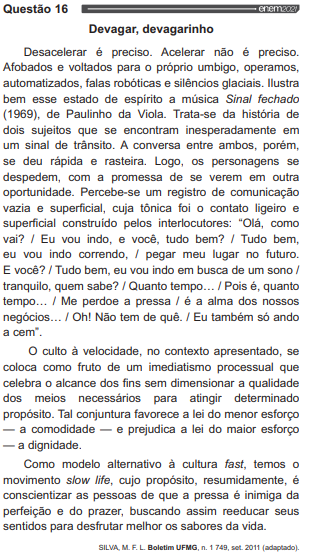 Questão 16
enem2021
Devagar, devagarinho
Desacelerar é preciso. Acelerar não é preciso.
Afobados e voltados para o próprio umbigo, operamos,
automatizados, falas robóticas e silêncios glaciais. Ilustra
bem esse estado de espírito a música Sinal fechado
(1969), de Paulinho da Viola. Trata-se da história de
dois sujeitos que se encontram inesperadamente em
um sinal de trânsito. A conversa entre ambos, porém,
se deu rápida e rasteira. Logo, os personagens se
despedem, com a promessa de se verem em outra
oportunidade. Percebe-se um registro de comunicação
vazia e superficial, cuja tônica foi o contato ligeiro e
superficial construído pelos interlocutores: “Olá, como
vai? / Eu vou indo, e você, tudo bem? / Tudo bem,
eu vou indo correndo, / pegar meu lugar no futuro.
E você? / Tudo bem, eu vou indo em busca de um sono /
tranquilo, quem sabe? / Quanto tempo… / Pois é, quanto
tempo… / Me perdoe a pressa / é a alma dos nossos
negócios… / Oh! Não tem de quê. / Eu também só ando
a cem”.
O culto à velocidade, no contexto apresentado, se
coloca como fruto de um imediatismo processual que
celebra o alcance dos fins sem dimensionar a qualidade
dos meios necessários para atingir determinado
propósito. Tal conjuntura favorece a lei do menor esforço
— a comodidade — e prejudica a lei do maior esforço
— a dignidade.
Como modelo alternativo à cultura fast, temos o
movimento slow life, cujo propósito, resumidamente, é
conscientizar as pessoas de que a pressa é inimiga da
perfeição e do prazer, buscando assim reeducar seus
sentidos para desfrutar melhor os sabores da vida.
SILVA, M. F. L. Boletim UFMG, n. 1 749, set. 2011 (adaptado).